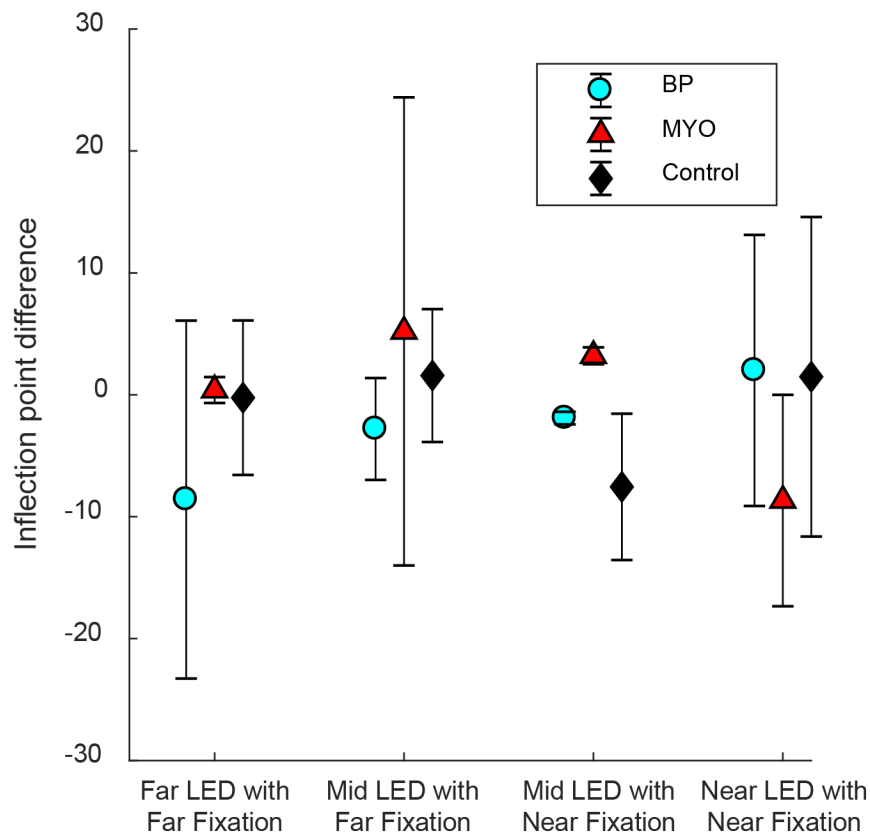 30
20
10
0
-10
-20
-30
Inflection point difference
BP
MYO
Control
Far LED with
Far Fixation
Mid LED with
Far Fixation
Mid LED with
Near Fixation
Near LED with
Near Fixation